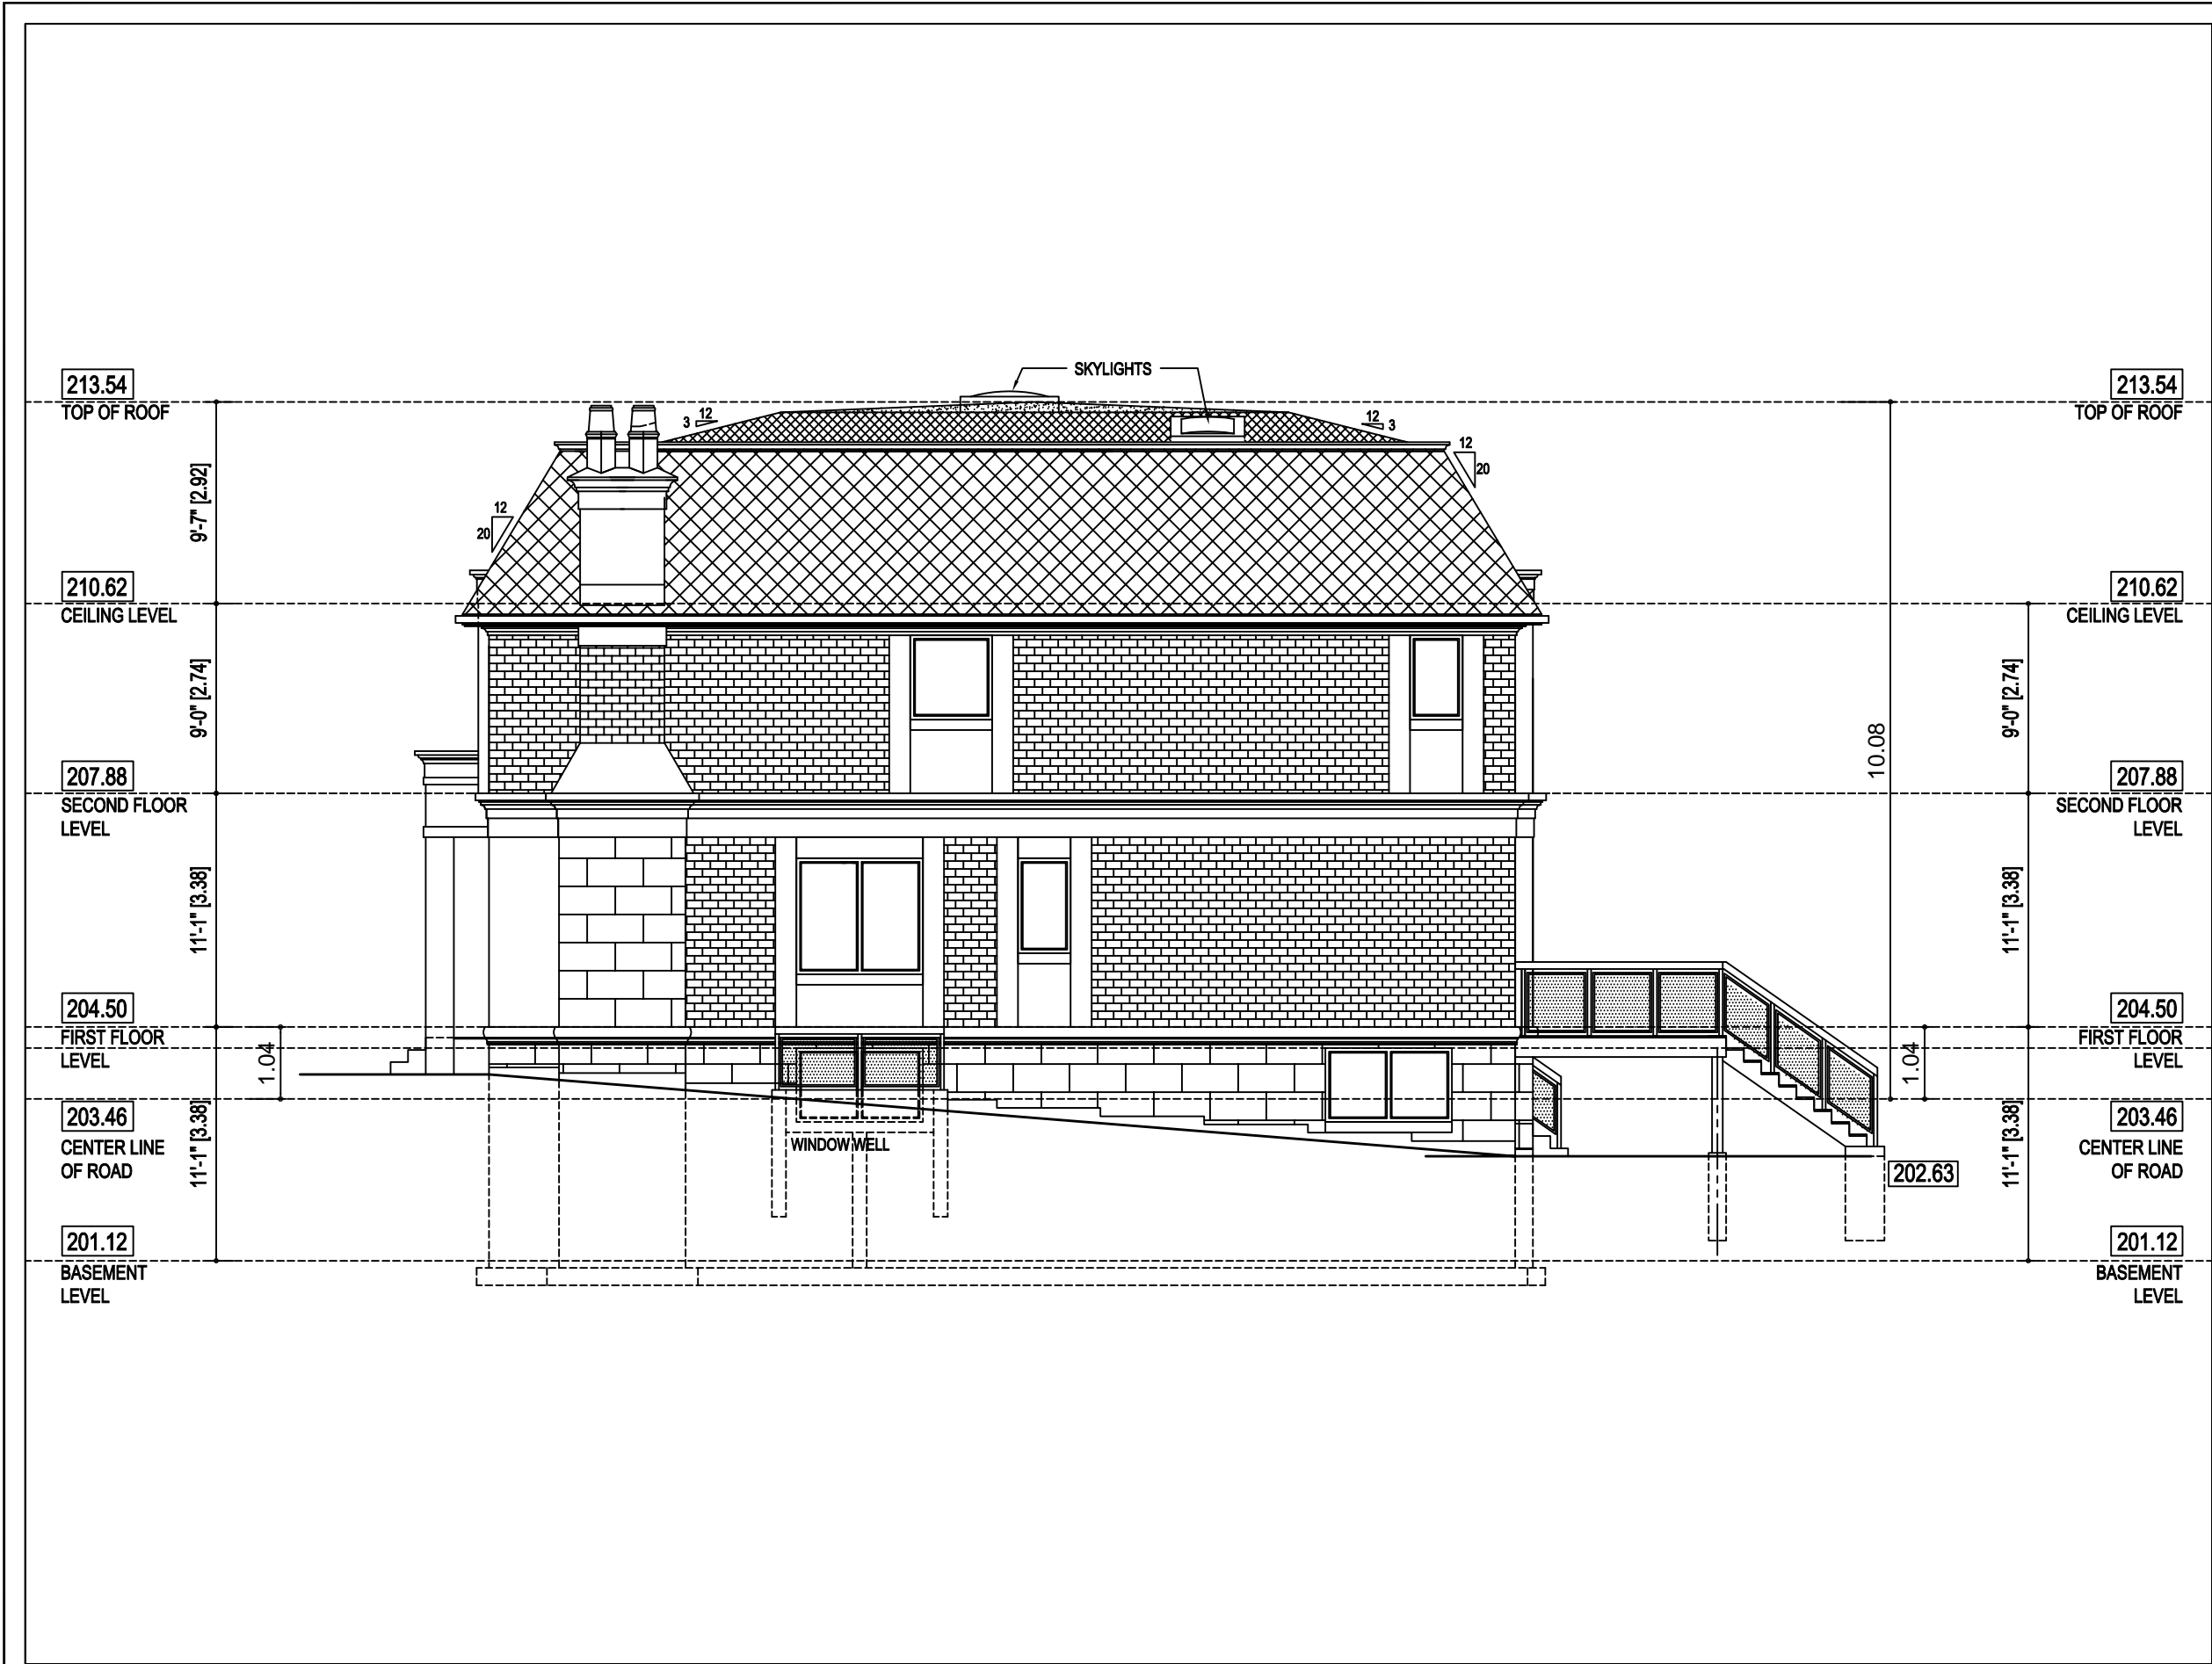 SKYLIGHTS
213.54
TOP OF ROOF
213.54
TOP OF ROOF
12
3
12
3
12
20
9'-7" [2.92]
12
20
210.62
CEILING LEVEL
210.62
CEILING LEVEL
9'-0" [2.74]
9'-0" [2.74]
10.08
207.88
SECOND FLOOR
LEVEL
207.88
SECOND FLOOR
LEVEL
11'-1" [3.38]
11'-1" [3.38]
204.50
FIRST FLOOR
LEVEL
204.50
FIRST FLOOR
LEVEL
1.04
1.04
203.46
CENTER LINE
OF ROAD
203.46
CENTER LINE
OF ROAD
11'-1" [3.38]
11'-1" [3.38]
WINDOW WELL
202.63
201.12
BASEMENT
LEVEL
201.12
BASEMENT
LEVEL